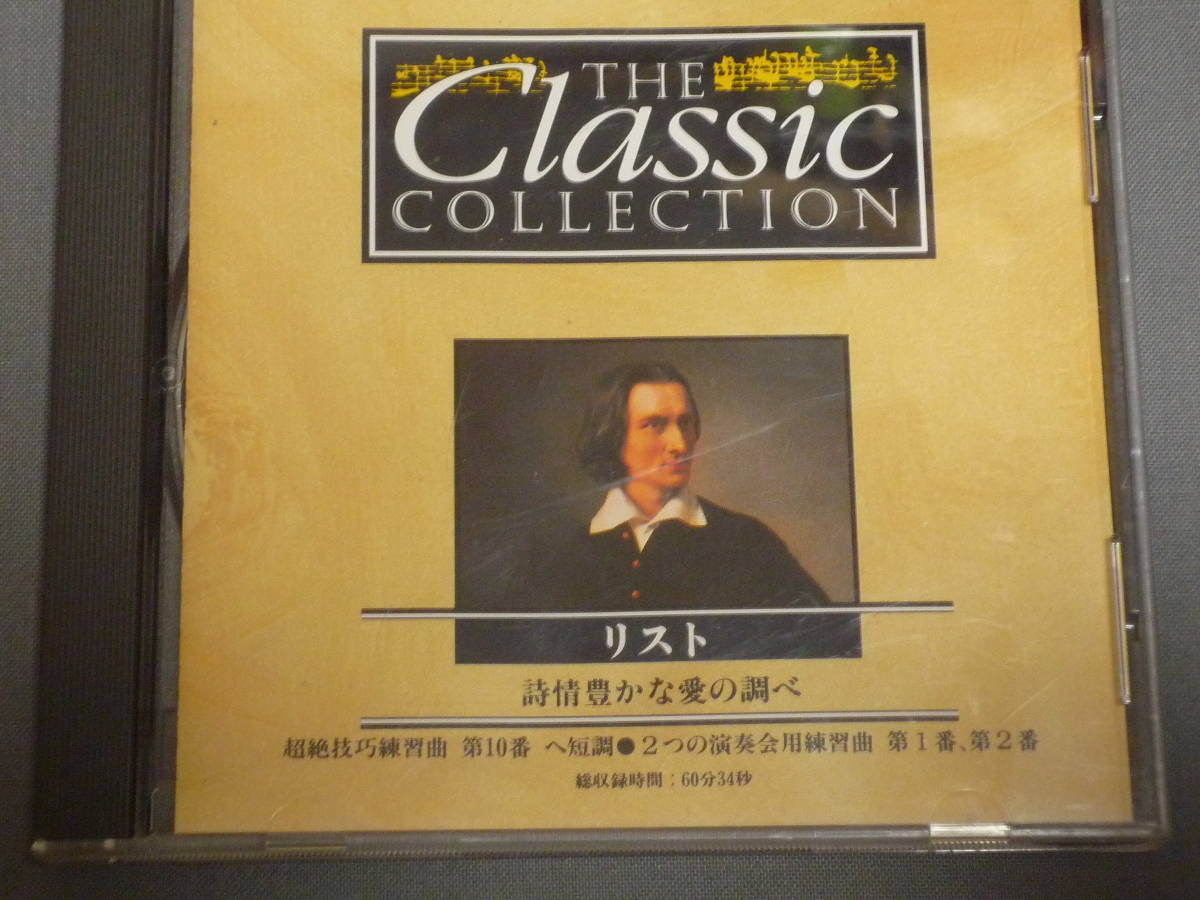 THE
Classic
COLLECTION
リスト
詩情豊かな愛の調べ
超絶技巧練習曲 第10番 ヘ短調●2つの演奏会用練習曲 第1番、第2番
総収録時間：60分34秒